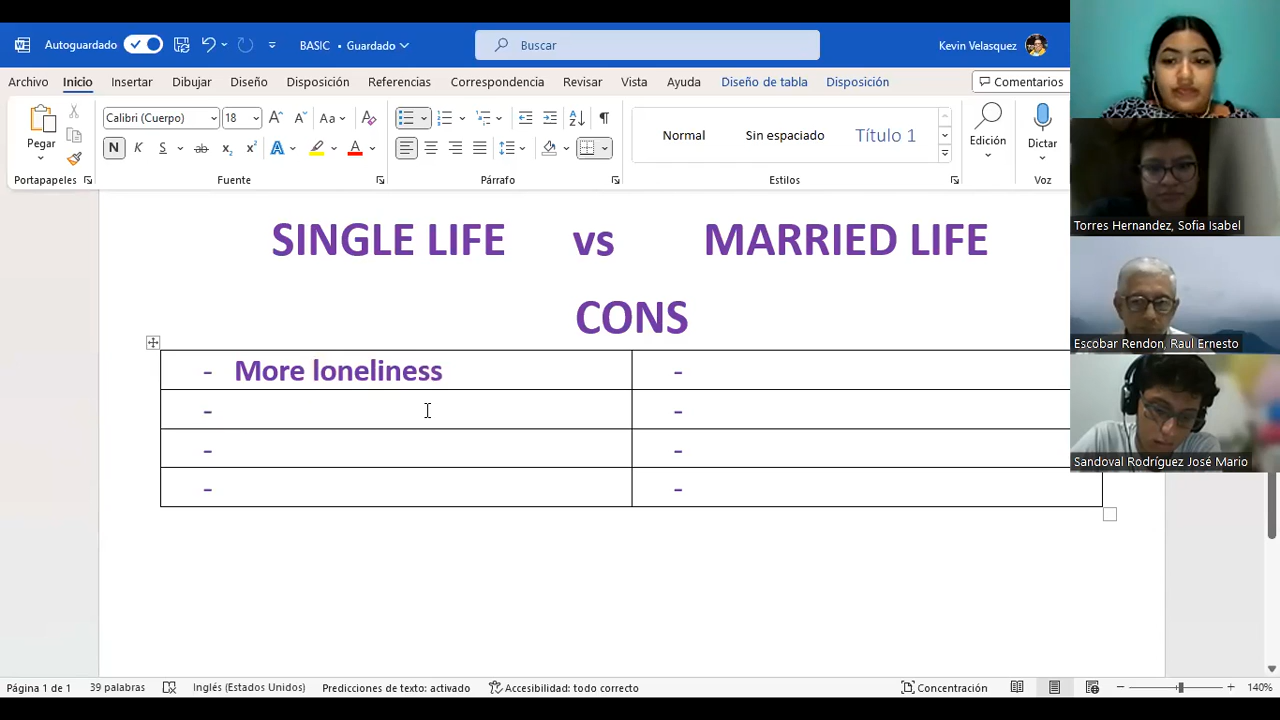 Autoguardado
BASIC • Guardado
Buscar
Kevin Velasquez
Archivo Inicio Insertar Dibujar Diseño Disposición Referencias Correspondencia Revisar Vista Ayuda Diseño de tabla Disposición Comentarios
Pegar
Calibri (Cuerpo) 18
Normal Sin espaciado Título 1
Edición Dictar
Portapapeles Fuente Párrafo Estilos Voz
SINGLE LIFE vs MARRIED LIFE
CONS
- More loneliness -
- -
- -
- -
Torres Hernandez, Sofia Isabel
Escobar Rendon, Raul Ernesto
Sandoval Rodríguez José Mario
Página 1 de 1 39 palabras Inglés (Estados Unidos) Predicciones de texto: activado Accesibilidad: todo correcto Concentración 140%